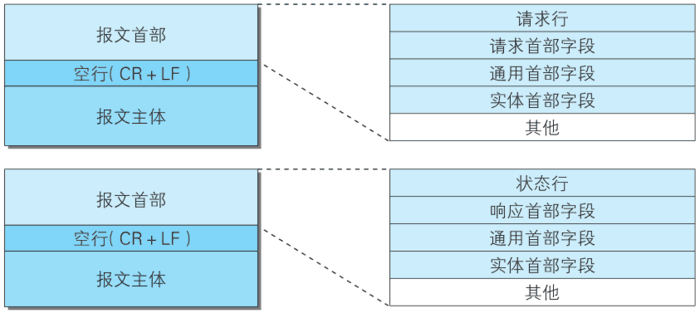 报文首部
空行(CR+LF)
报文主体
请求行
请求首部字段
通用首部字段
实体首部字段
其他
报文首部
空行(CR+LF)
报文主体
状态行
响应首部字段
通用首部字段
实体首部字段
其他